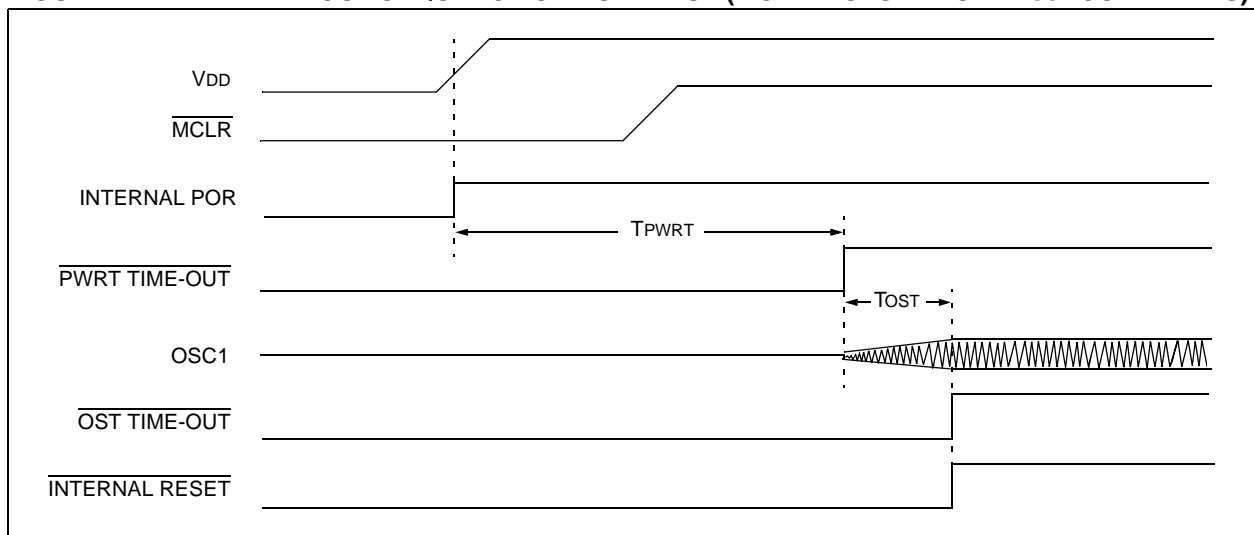 VDD
MCLR
INTERNAL POR
TPWRT
PWRT TIME-OUT
TOST
OSC1
OST TIME-OUT
INTERNAL RESET